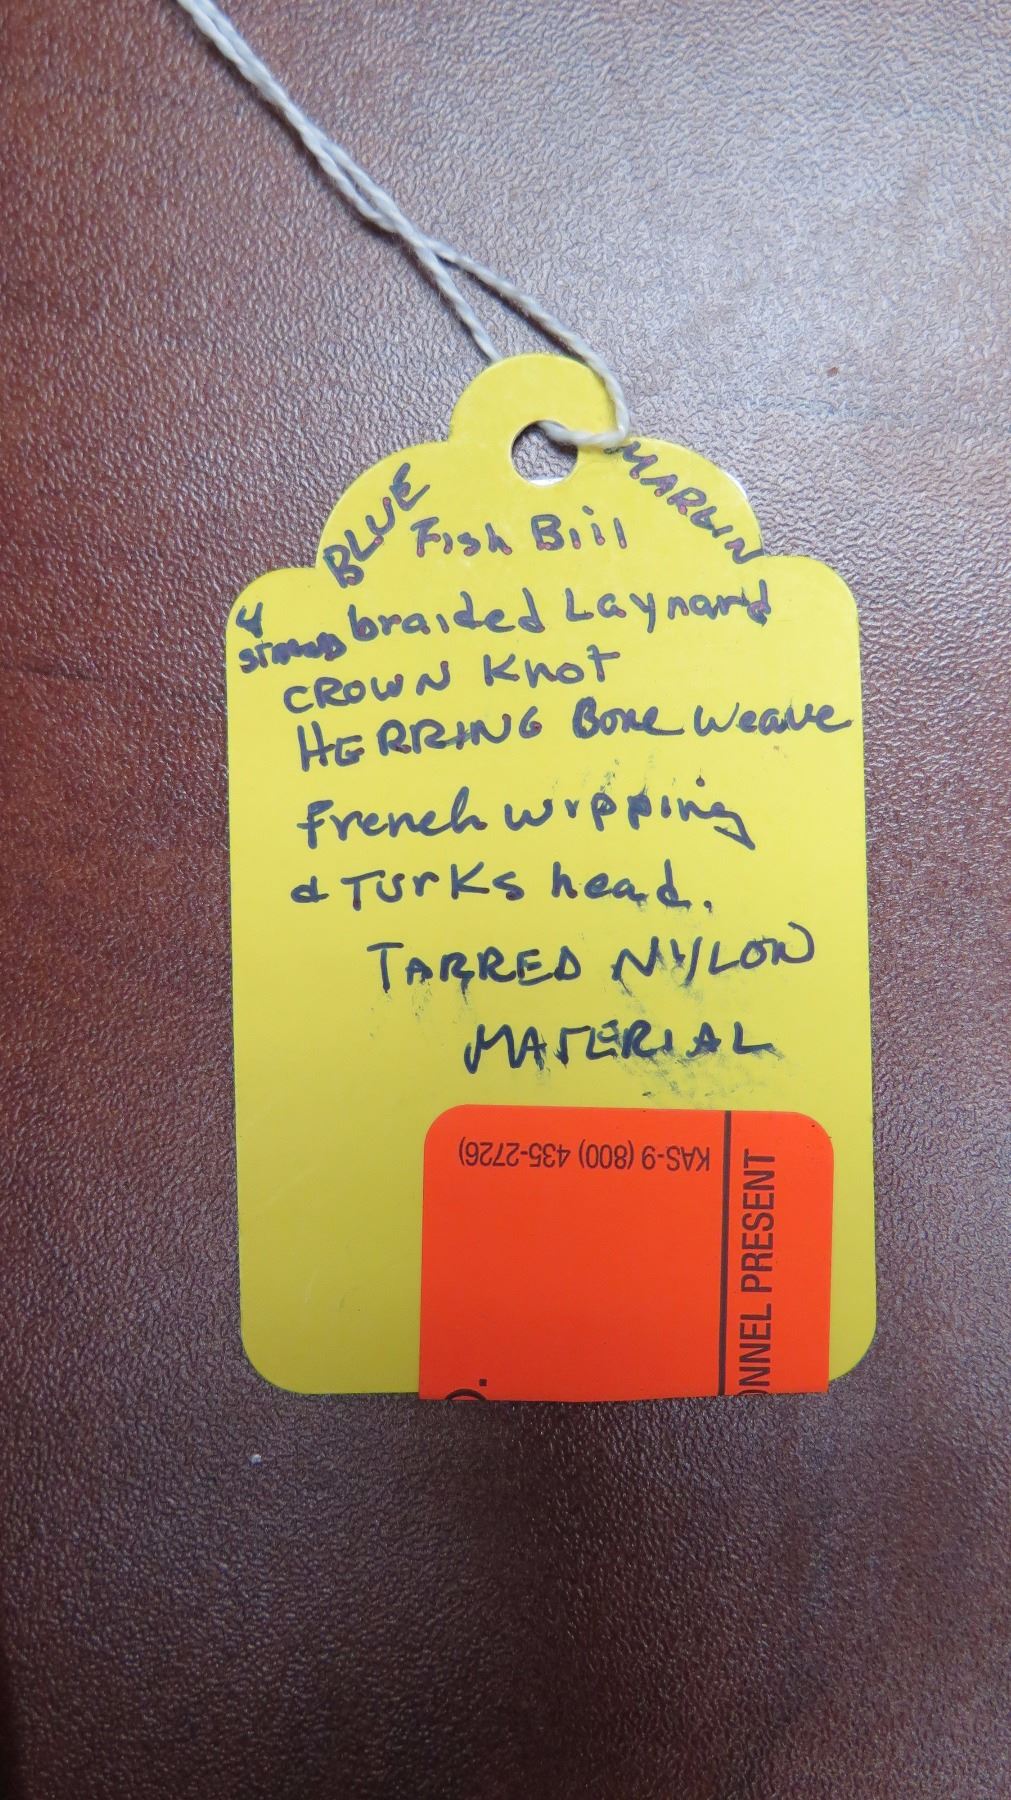 BLUE MARLIN
Fish Bill
4 strand braided Laynard
CROWN Knot
HERRING Bone Weave
French wipping
& Turks head.
TARRED NYLON
MATERIAL
KAS-9 (800) 435-2726)
ONNEL PRESENT
D.